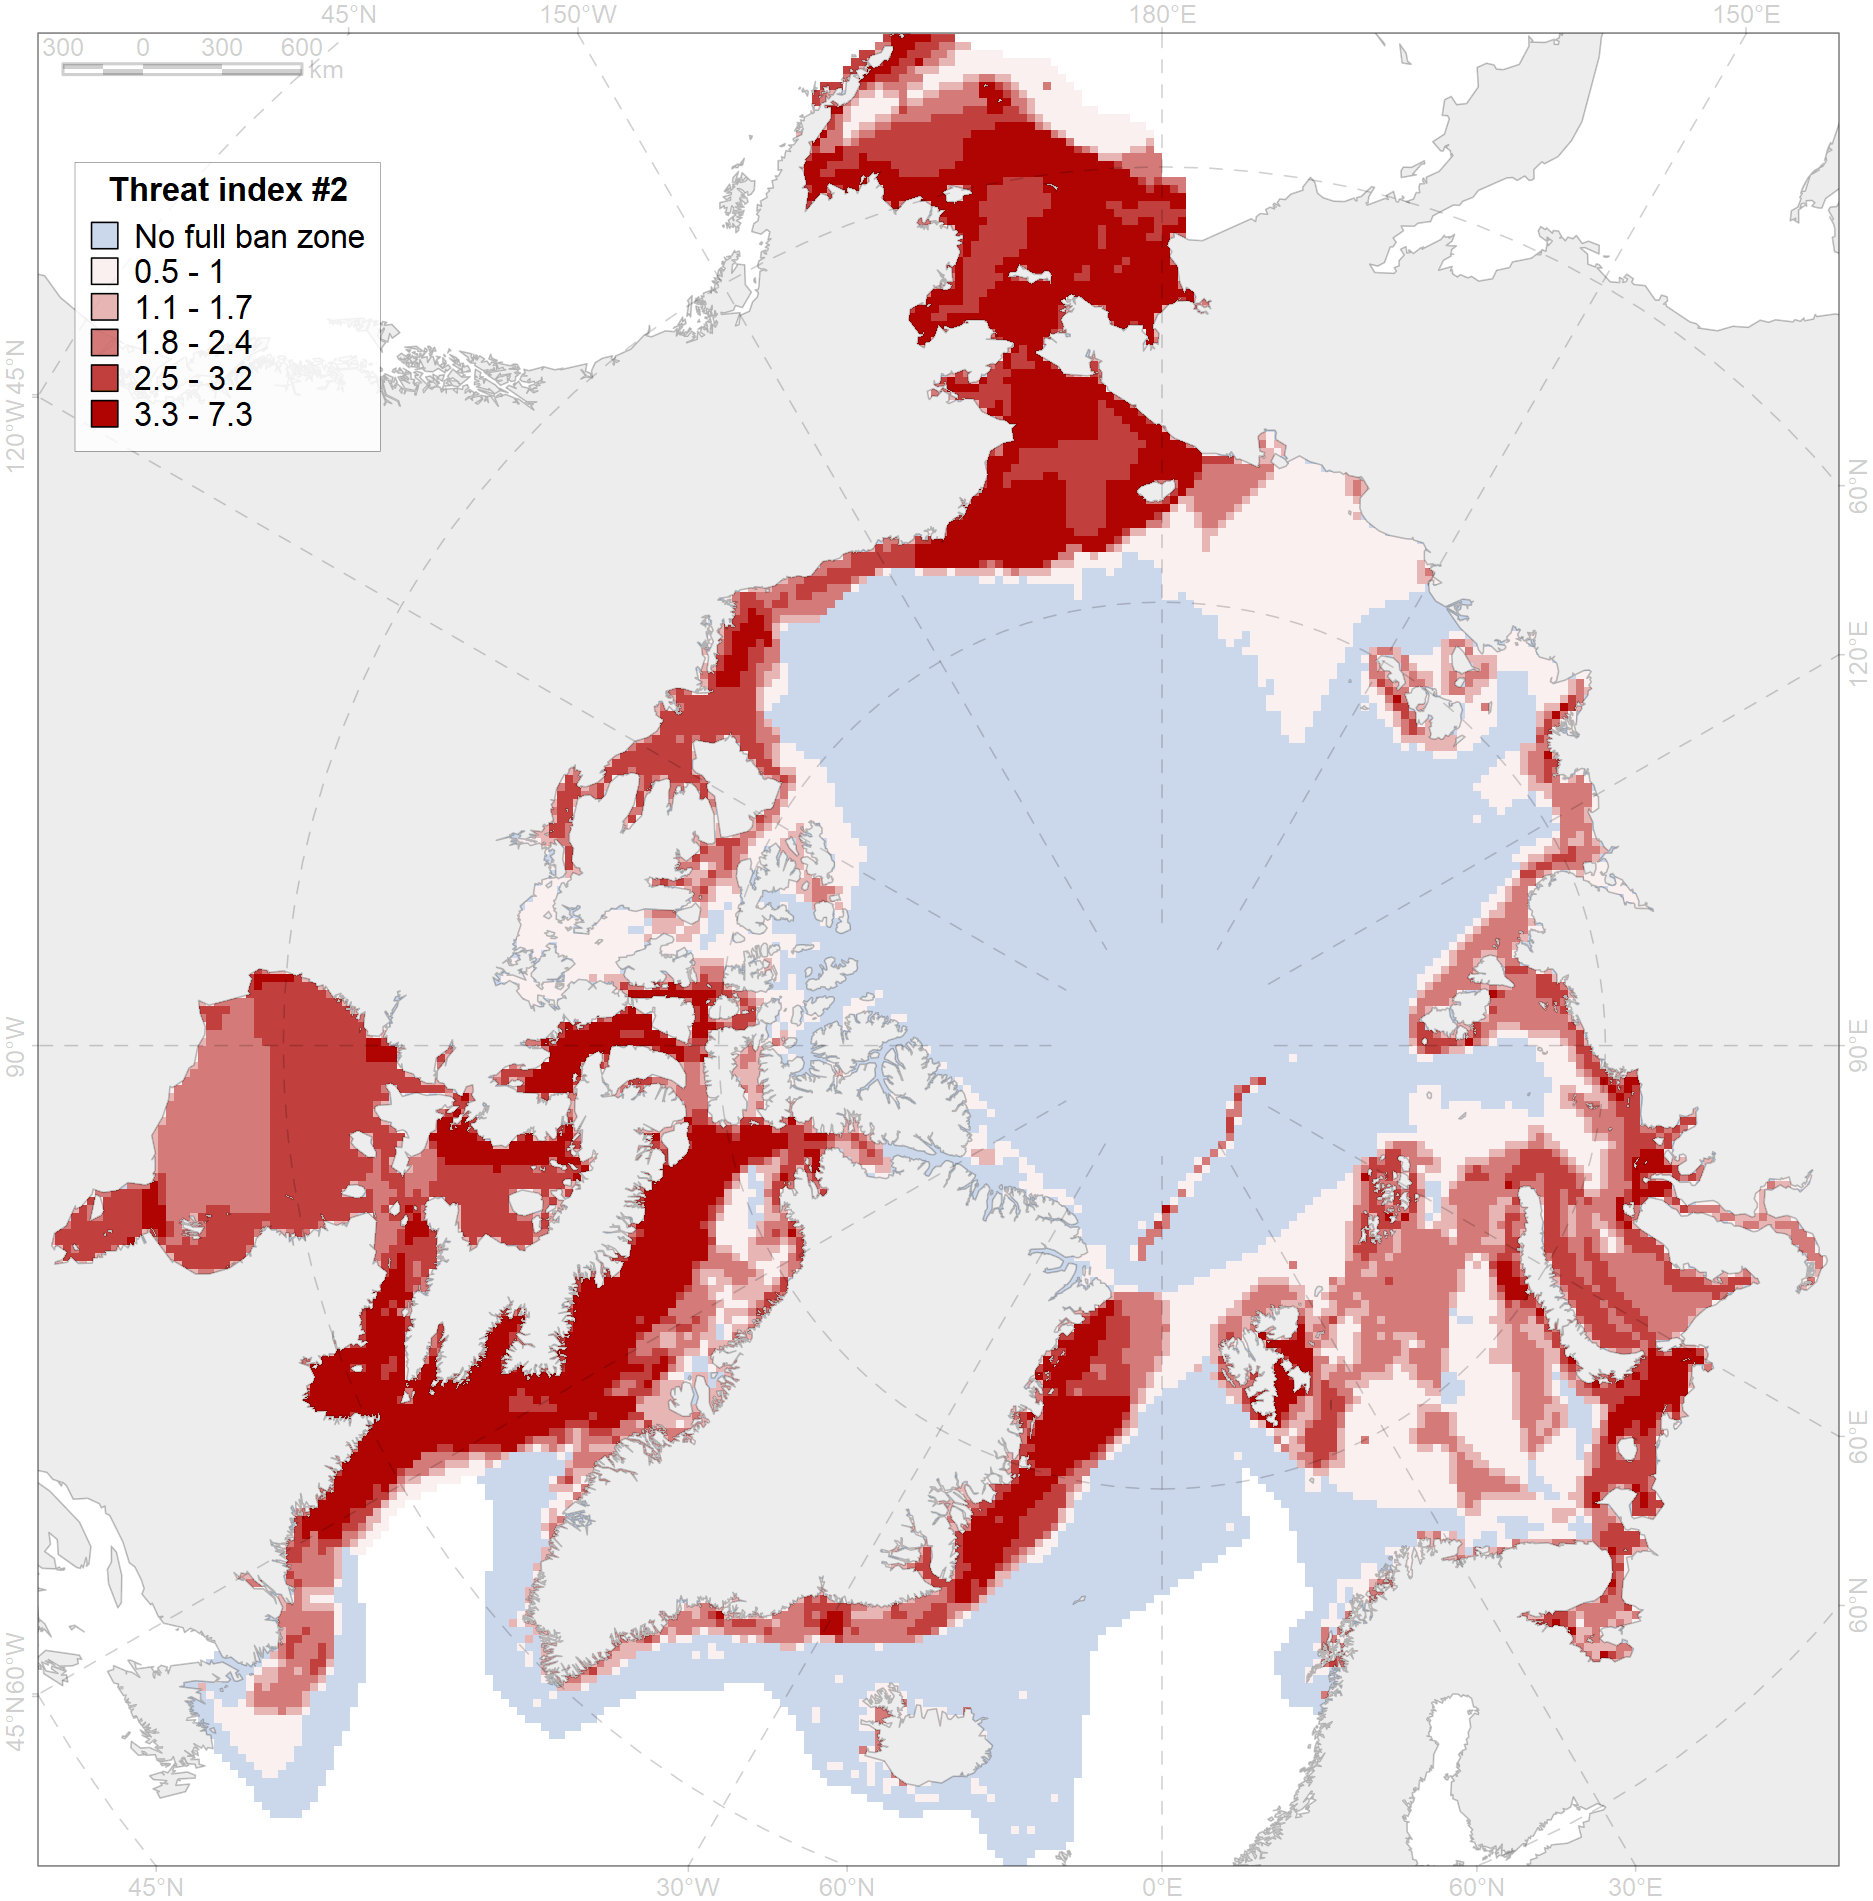 45°N 150°W 180°E 150°E
300 0 300 600
km
Threat index #2
No full ban zone
0.5 - 1
1.1 - 1.7
1.8 - 2.4
2.5 - 3.2
3.3 - 7.3
45°N
120°W
90°W
60°W
45°N
60°N
120°E
90°E
60°E
60°N
45°N 30°W 60°N 0°E 60°N 30°E